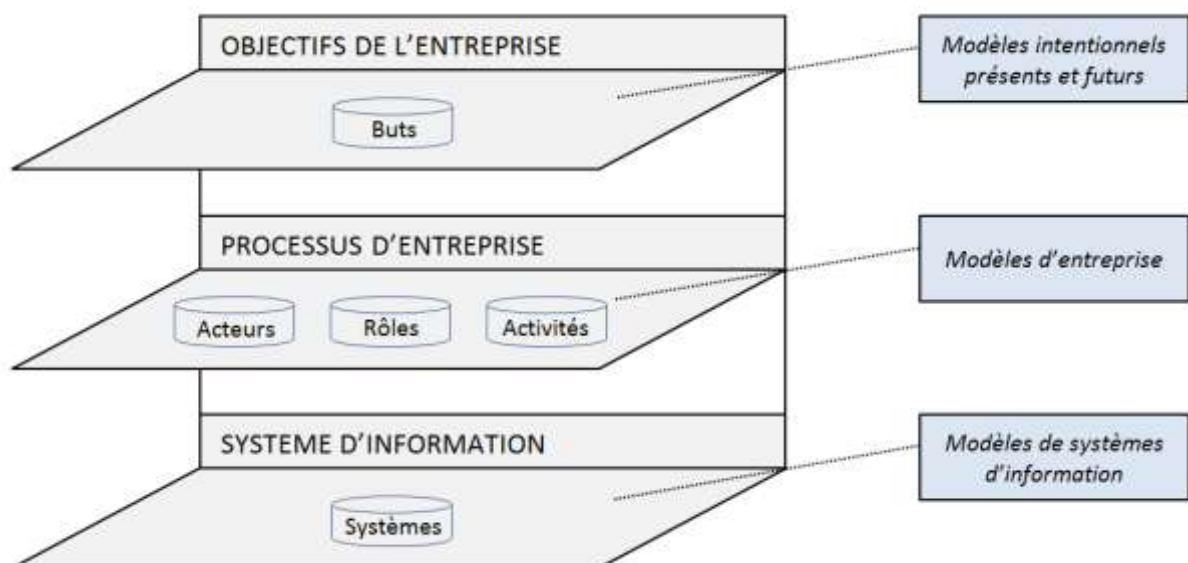 OBJECTIFS DE L'ENTREPRISE
Modèles intentionnels
présents et futurs
Buts
PROCESSUS D'ENTREPRISE
Modèles d'entreprise
Acteurs
Rôles
Activités
SYSTEME D'INFORMATION
Modèles de systèmes
d'information
Systèmes